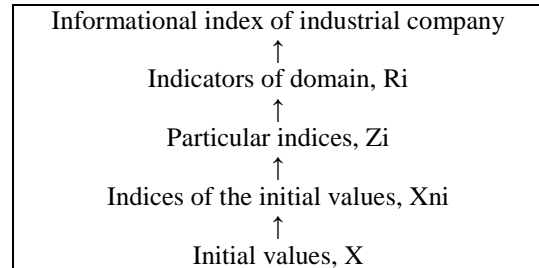 Informational index of industrial company
↑
Indicators of domain, Ri
↑
Particular indices, Zi
↑
Indices of the initial values, Xni
↑
Initial values, X